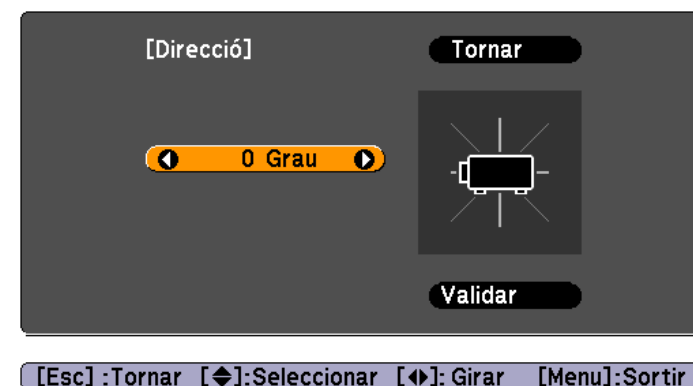 [Direcció]
Tornar
0 Grau
Validar
[Esc] :Tornar [◆]:Seleccionar [◆]: Girar [Menu]:Sortir